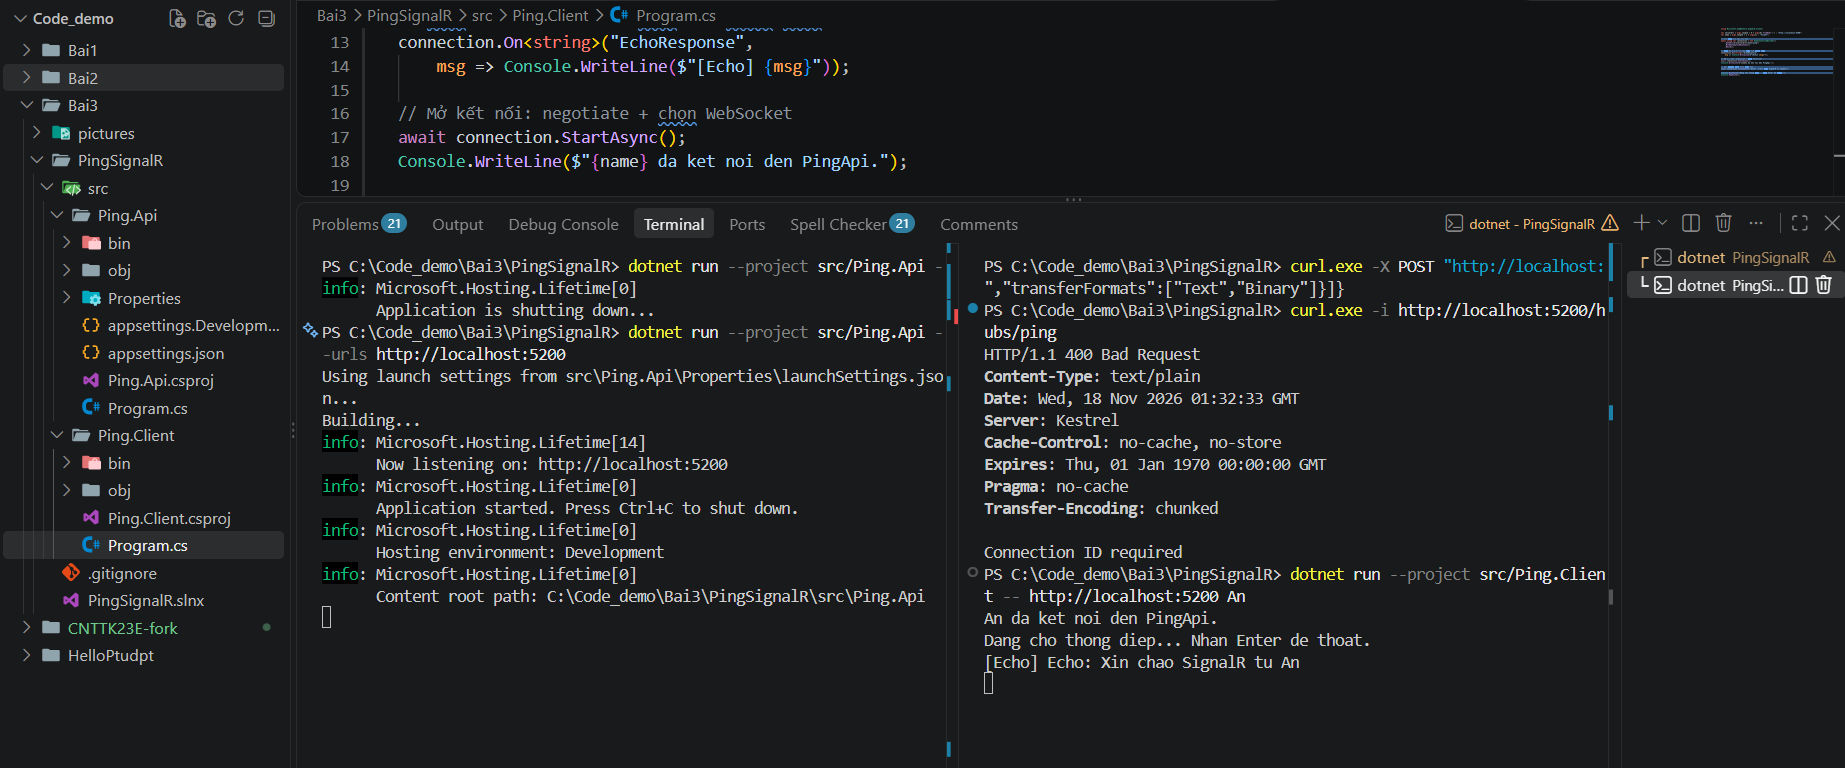 Code_demo
Bai1
Bai2
Bai3
pictures
PingSignalR
src
Ping.Api
bin
obj
Properties
appsettings.Developm...
appsettings.json
Ping.Api.csproj
Program.cs
Ping.Client
bin
obj
Ping.Client.csproj
Program.cs
.gitignore
PingSignalR.slnx
CNTTK23E-fork
HelloPtudpt
Bai3 > PingSignalR > src > Ping.Client > Program.cs
13 connection.On<string>("EchoResponse",
14 msg => Console.WriteLine($"[Echo] {msg}"));
15
16 // Mở kết nối: negotiate + chọn WebSocket
17 await connection.StartAsync();
18 Console.WriteLine($"{name} da ket noi den PingApi.");
19
Problems 21 Output Debug Console Terminal Ports Spell Checker 21 Comments
dotnet - PingSignalR
PS C:\Code_demo\Bai3\PingSignalR> dotnet run --project src/Ping.Api -
info: Microsoft.Hosting.Lifetime[0]
Application is shutting down...
PS C:\Code_demo\Bai3\PingSignalR> dotnet run --project src/Ping.Api -
-urls http://localhost:5200
Using launch settings from src\Ping.Api\Properties\launchSettings.jso
n...
Building...
info: Microsoft.Hosting.Lifetime[14]
Now listening on: http://localhost:5200
info: Microsoft.Hosting.Lifetime[0]
Application started. Press Ctrl+C to shut down.
info: Microsoft.Hosting.Lifetime[0]
Hosting environment: Development
info: Microsoft.Hosting.Lifetime[0]
Content root path: C:\Code_demo\Bai3\PingSignalR\src\Ping.Api
PS C:\Code_demo\Bai3\PingSignalR> curl.exe -X POST "http://localhost:
","transferFormats":["Text","Binary"]}]}
PS C:\Code_demo\Bai3\PingSignalR> curl.exe -i http://localhost:5200/h
ubs/ping
HTTP/1.1 400 Bad Request
Content-Type: text/plain
Date: Wed, 18 Nov 2026 01:32:33 GMT
Server: Kestrel
Cache-Control: no-cache, no-store
Expires: Thu, 01 Jan 1970 00:00:00 GMT
Pragma: no-cache
Transfer-Encoding: chunked
Connection ID required
PS C:\Code_demo\Bai3\PingSignalR> dotnet run --project src/Ping.Clien
t -- http://localhost:5200 An
An da ket noi den PingApi.
Dang cho thong diep... Nhan Enter de thoat.
[Echo] Echo: Xin chao SignalR tu An
dotnet PingSignalR
dotnet PingSi...